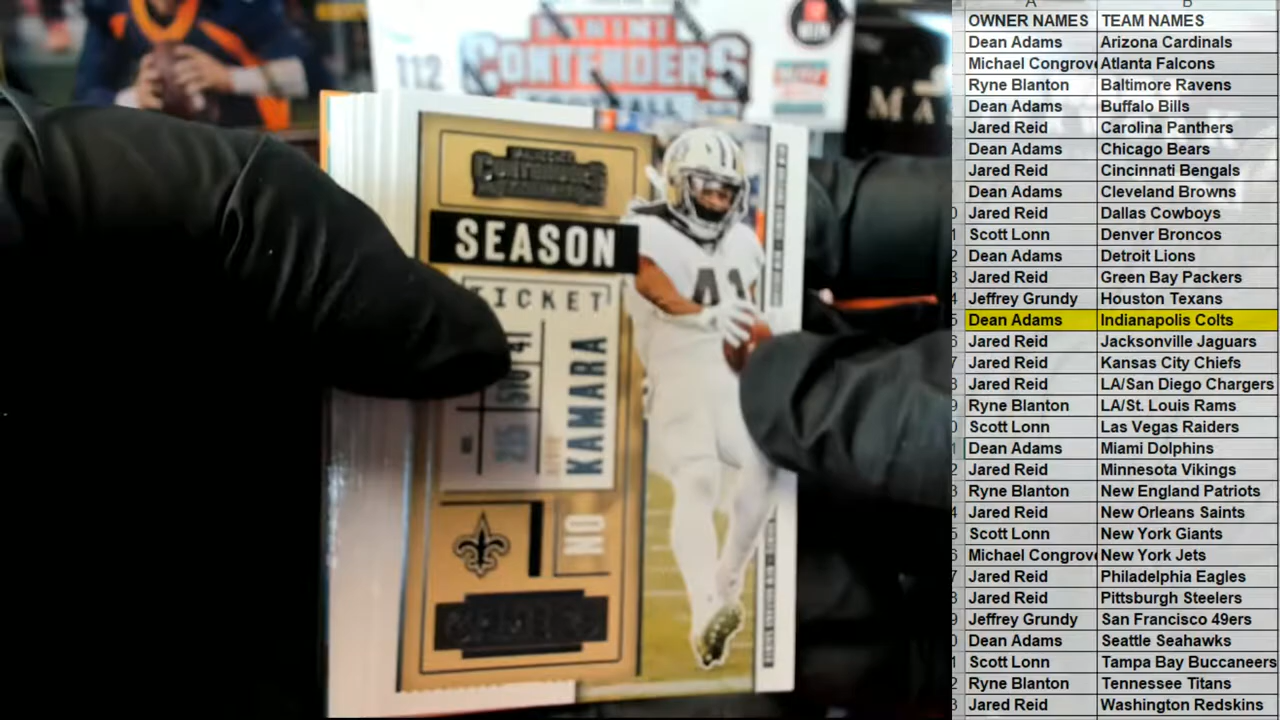 112
PANINI
CONTENDERS
FOOTBALL
MA
CONTENDERS
SEASON
TICKET
KAMARA
NO
41
A B
OWNER NAMES TEAM NAMES
Dean Adams Arizona Cardinals
Michael Congrove Atlanta Falcons
Ryne Blanton Baltimore Ravens
Dean Adams Buffalo Bills
Jared Reid Carolina Panthers
Dean Adams Chicago Bears
Jared Reid Cincinnati Bengals
Dean Adams Cleveland Browns
Jared Reid Dallas Cowboys
Scott Lonn Denver Broncos
Dean Adams Detroit Lions
Jared Reid Green Bay Packers
Jeffrey Grundy Houston Texans
Dean Adams Indianapolis Colts
Jared Reid Jacksonville Jaguars
Jared Reid Kansas City Chiefs
Jared Reid LA/San Diego Chargers
Ryne Blanton LA/St. Louis Rams
Scott Lonn Las Vegas Raiders
Dean Adams Miami Dolphins
Jared Reid Minnesota Vikings
Ryne Blanton New England Patriots
Jared Reid New Orleans Saints
Scott Lonn New York Giants
Michael Congrove New York Jets
Jared Reid Philadelphia Eagles
Jared Reid Pittsburgh Steelers
Jeffrey Grundy San Francisco 49ers
Dean Adams Seattle Seahawks
Scott Lonn Tampa Bay Buccaneers
Ryne Blanton Tennessee Titans
Jared Reid Washington Redskins